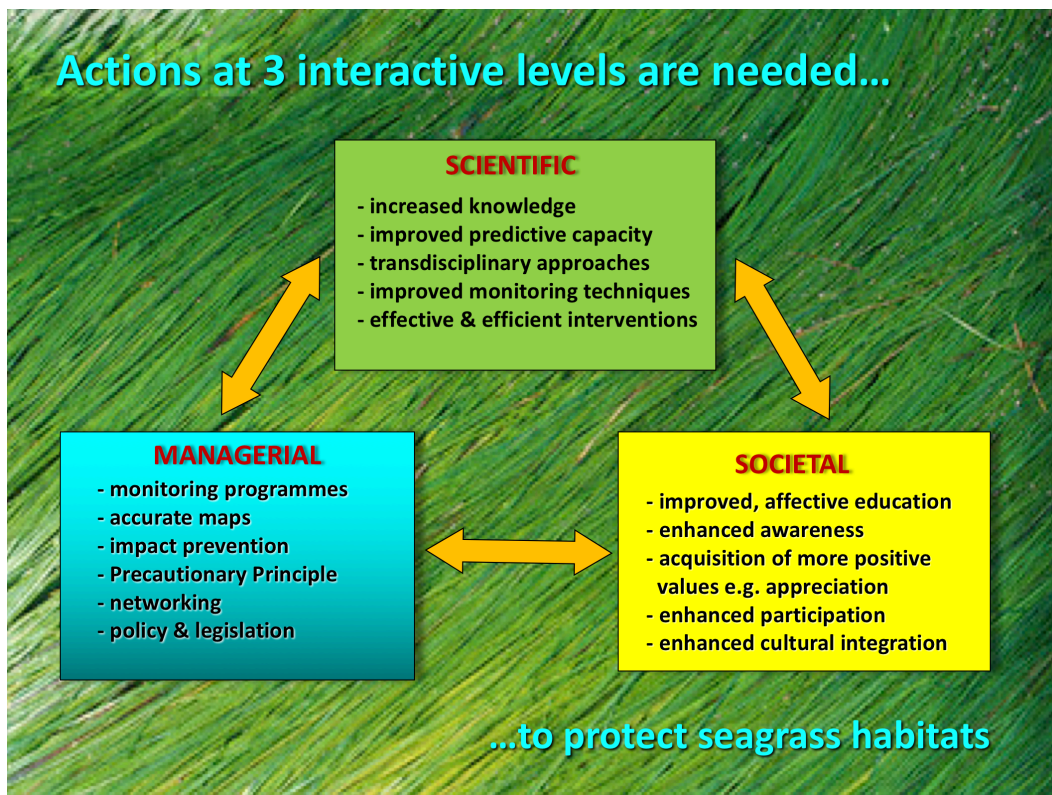 Actions at 3 interactive levels are needed…
SCIENTIFIC
- increased knowledge
- improved predictive capacity
- transdisciplinary approaches
- improved monitoring techniques
- effective & efficient interventions
MANAGERIAL
- monitoring programmes
- accurate maps
- impact prevention
- Precautionary Principle
- networking
- policy & legislation
SOCIETAL
- improved, affective education
- enhanced awareness
- acquisition of more positive
values e.g. appreciation
- enhanced participation
- enhanced cultural integration
…to protect seagrass habitats